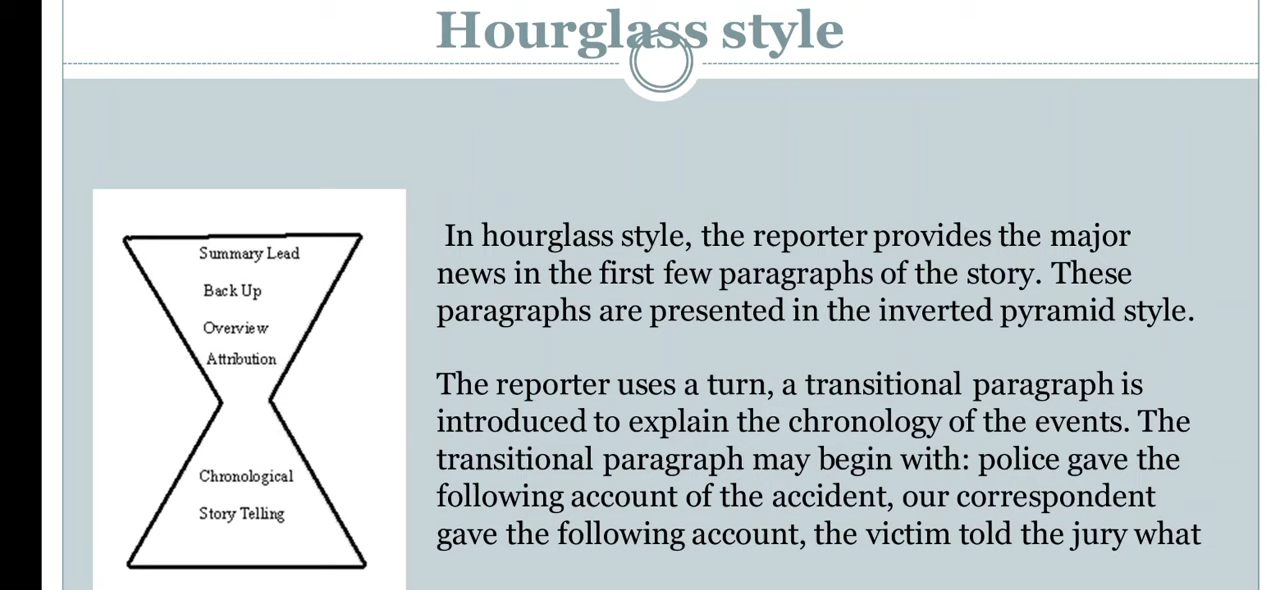 Hourglass style
Summary Lead
Back Up
Overview
Attribution
Chronological
Story Telling
In hourglass style, the reporter provides the major
news in the first few paragraphs of the story. These
paragraphs are presented in the inverted pyramid style.
The reporter uses a turn, a transitional paragraph is
introduced to explain the chronology of the events. The
transitional paragraph may begin with: police gave the
following account of the accident, our correspondent
gave the following account, the victim told the jury what